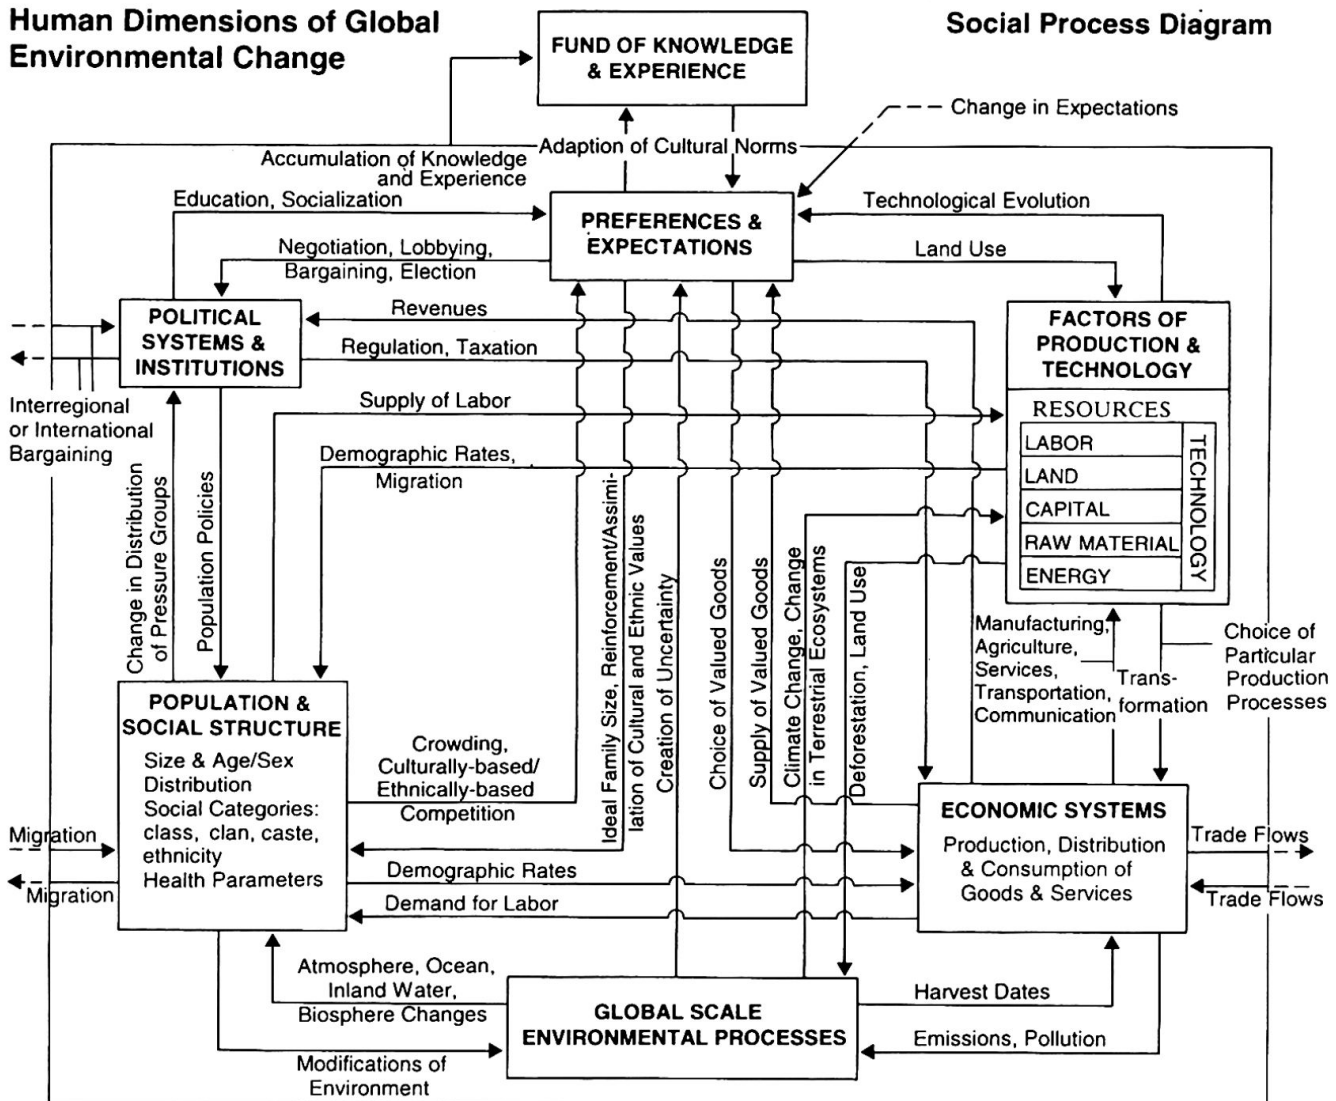 Human Dimensions of Global
Environmental Change
Social Process Diagram
FUND OF KNOWLEDGE
& EXPERIENCE
Change in Expectations
Adaption of Cultural Norms
Accumulation of Knowledge
and Experience
Education, Socialization
PREFERENCES &
EXPECTATIONS
Technological Evolution
Negotiation, Lobbying,
Bargaining, Election
Land Use
POLITICAL
SYSTEMS &
INSTITUTIONS
Revenues
Regulation, Taxation
FACTORS OF
PRODUCTION &
TECHNOLOGY
Interregional
or International
Bargaining
Supply of Labor
RESOURCES
LABOR
LAND
CAPITAL
RAW MATERIAL
ENERGY
TECHNOLOGY
Demographic Rates,
Migration
Change in Distribution
of Pressure Groups
Population Policies
Ideal Family Size, Reinforcement/Assimi-
lation of Cultural and Ethnic Values
Creation of Uncertainty
Choice of Valued Goods
Supply of Valued Goods
Climate Change, Change
in Terrestrial Ecosystems
Deforestation, Land Use
Manufacturing,
Agriculture,
Services,
Transportation,
Communication
Trans-
formation
Choice of
Particular
Production
Processes
POPULATION &
SOCIAL STRUCTURE
Size & Age/Sex
Distribution
Social Categories:
class, clan, caste,
ethnicity
Health Parameters
Crowding,
Culturally-based/
Ethnically-based
Competition
ECONOMIC SYSTEMS
Production, Distribution
& Consumption of
Goods & Services
Migration
Migration
Trade Flows
Trade Flows
Demographic Rates
Demand for Labor
Atmosphere, Ocean,
Inland Water,
Biosphere Changes
GLOBAL SCALE
ENVIRONMENTAL PROCESSES
Harvest Dates
Emissions, Pollution
Modifications of
Environment